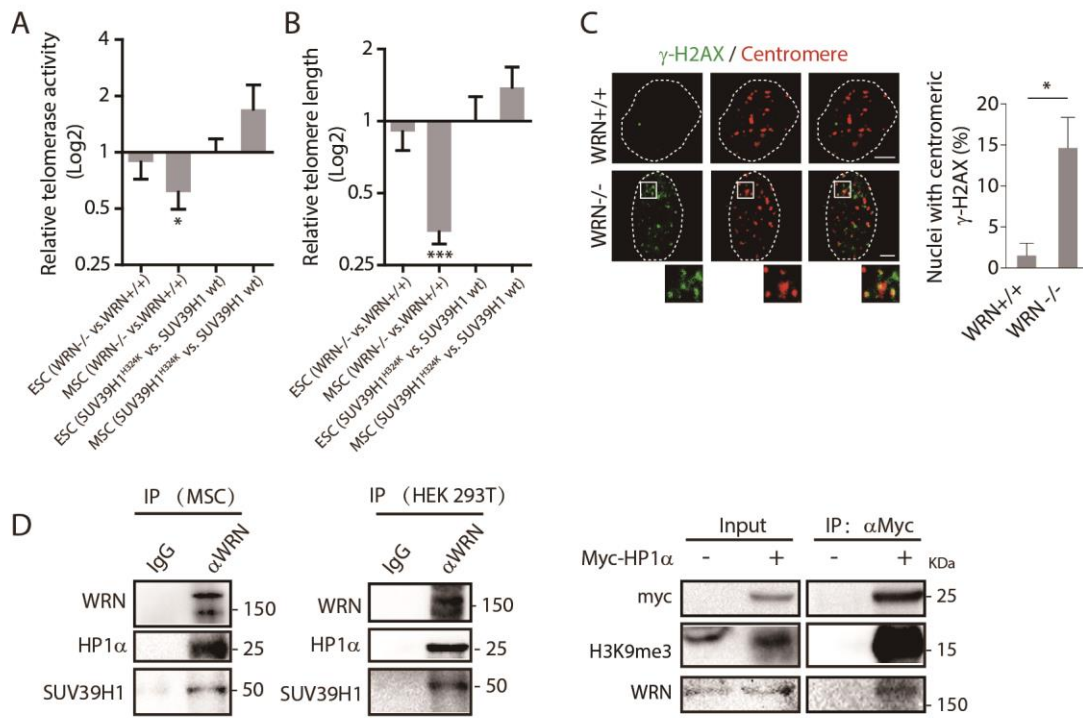 A
Relative telomerase activity
(Log2)
4
2
1
0.5
0.25
ESC (WRN-/- vs.WRN+/+)
MSC (WRN-/- vs.WRN+/+)
ESC (SUV39H1H324K vs. SUV39H1 wt)
MSC (SUV39H1H324K vs. SUV39H1 wt)
*
B
Relative telomere length
(Log2)
2
1
0.5
0.25
ESC (WRN-/- vs.WRN+/+)
MSC (WRN-/- vs.WRN+/+)
ESC (SUV39H1H324K vs. SUV39H1 wt)
MSC (SUV39H1H324K vs. SUV39H1 wt)
***
C
γ-H2AX / Centromere
WRN+/+
WRN-/-
Nuclei with centromeric
γ-H2AX (%)
20
15
10
5
0
*
WRN+/+
WRN -/-
D
IP (MSC)
IgG
αWRN
WRN
150
HP1α
25
SUV39H1
50
IP (HEK 293T)
IgG
αWRN
WRN
150
HP1α
25
SUV39H1
50
Input
IP: αMyc
Myc-HP1α
- + - + KDa
myc
25
H3K9me3
15
WRN
150